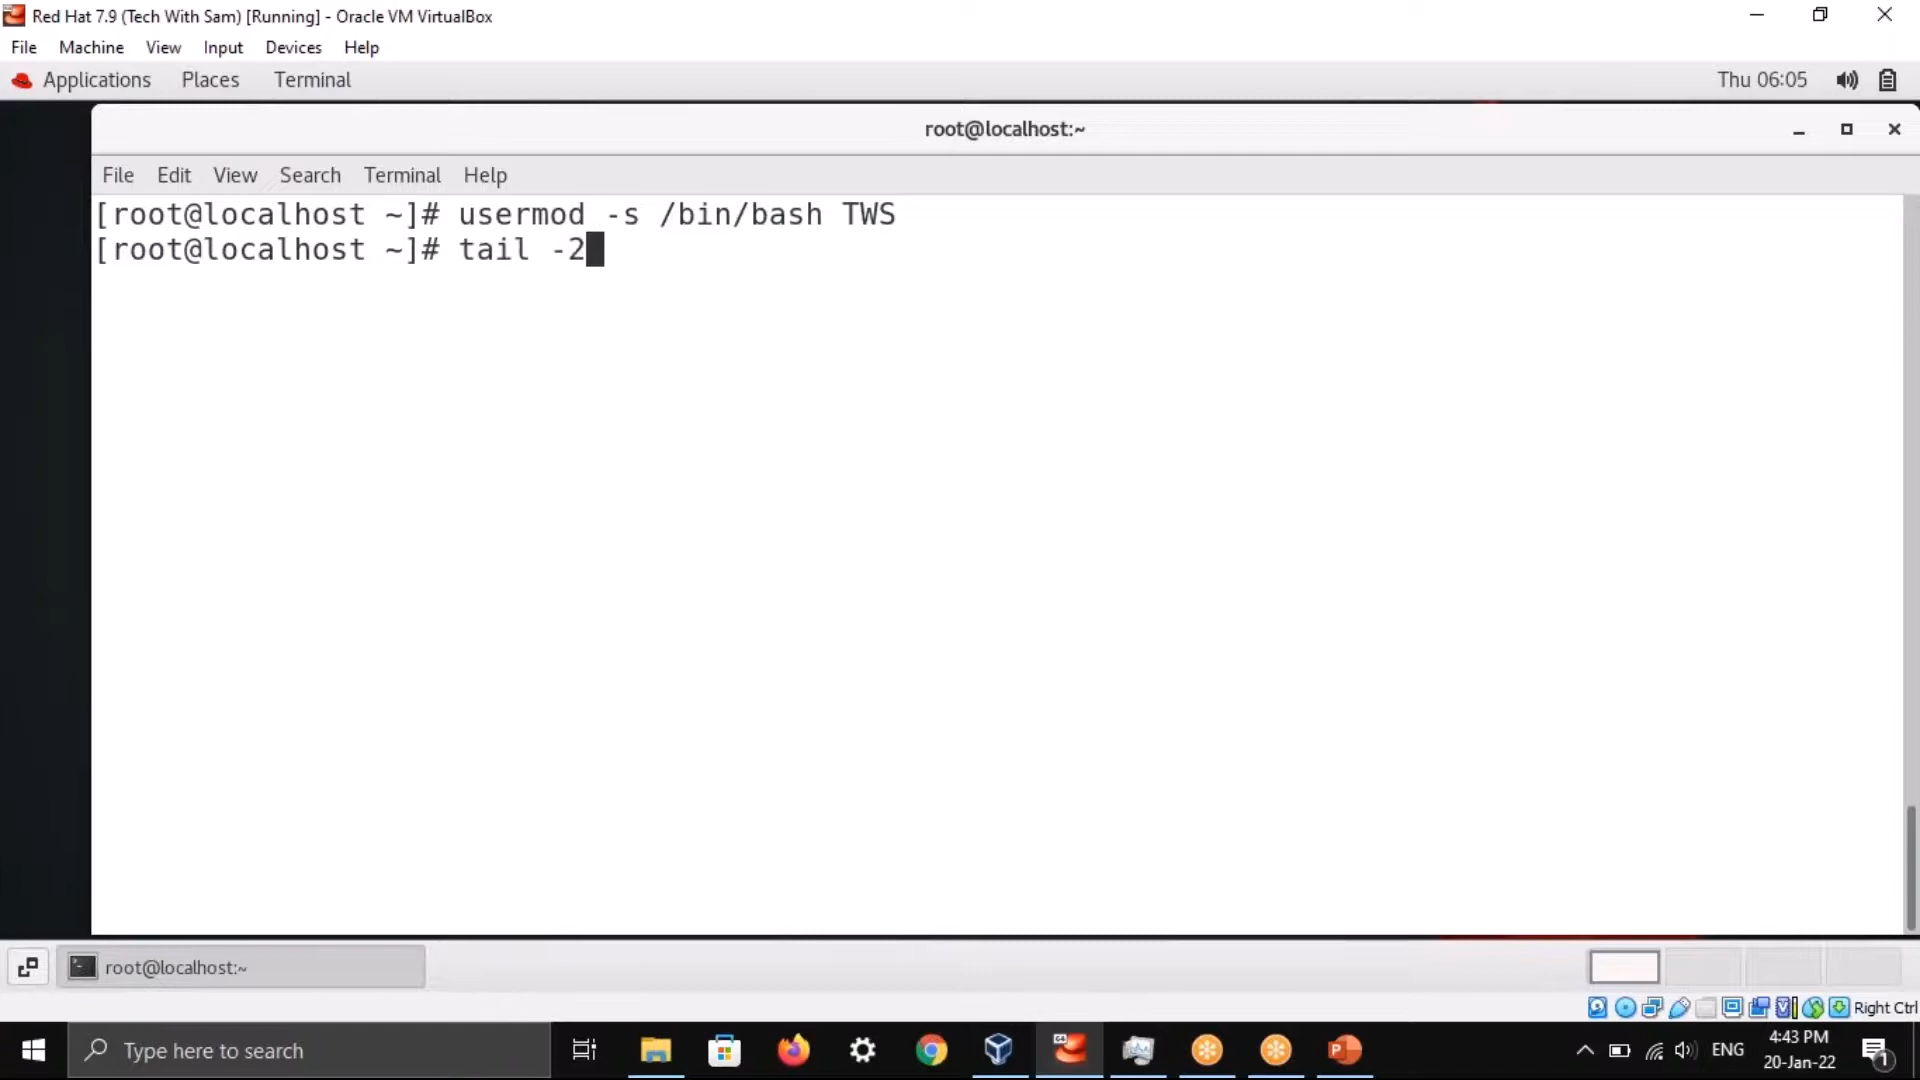 Red Hat 7.9 (Tech With Sam) [Running] - Oracle VM VirtualBox
File Machine View Input Devices Help
Applications Places Terminal Thu 06:05
root@localhost:~
File Edit View Search Terminal Help
[root@localhost ~]# usermod -s /bin/bash TWS
[root@localhost ~]# tail -2
root@localhost:~
Right Ctrl
Type here to search
ENG
4:43 PM
20-Jan-22
1